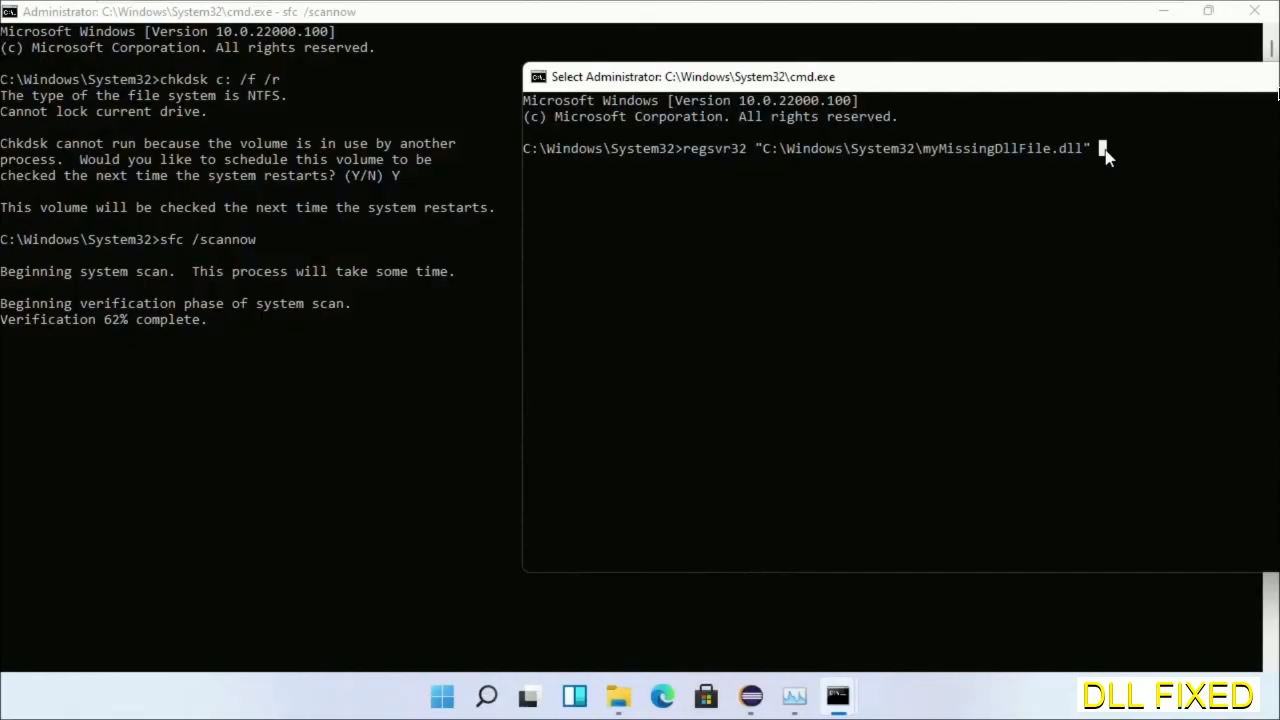 Administrator: C:\Windows\System32\cmd.exe - sfc /scannow
Microsoft Windows [Version 10.0.22000.100]
(c) Microsoft Corporation. All rights reserved.
C:\Windows\System32>chkdsk c: /f /r
The type of the file system is NTFS.
Cannot lock current drive.
Chkdsk cannot run because the volume is in use by another
process.  Would you like to schedule this volume to be
checked the next time the system restarts? (Y/N) Y
This volume will be checked the next time the system restarts.
C:\Windows\System32>sfc /scannow
Beginning system scan.  This process will take some time.
Beginning verification phase of system scan.
Verification 62% complete.
Select Administrator: C:\Windows\System32\cmd.exe
Microsoft Windows [Version 10.0.22000.100]
(c) Microsoft Corporation. All rights reserved.
C:\Windows\System32>regsvr32 "C:\Windows\System32\myMissingDllFile.dll"
DLL FIXED